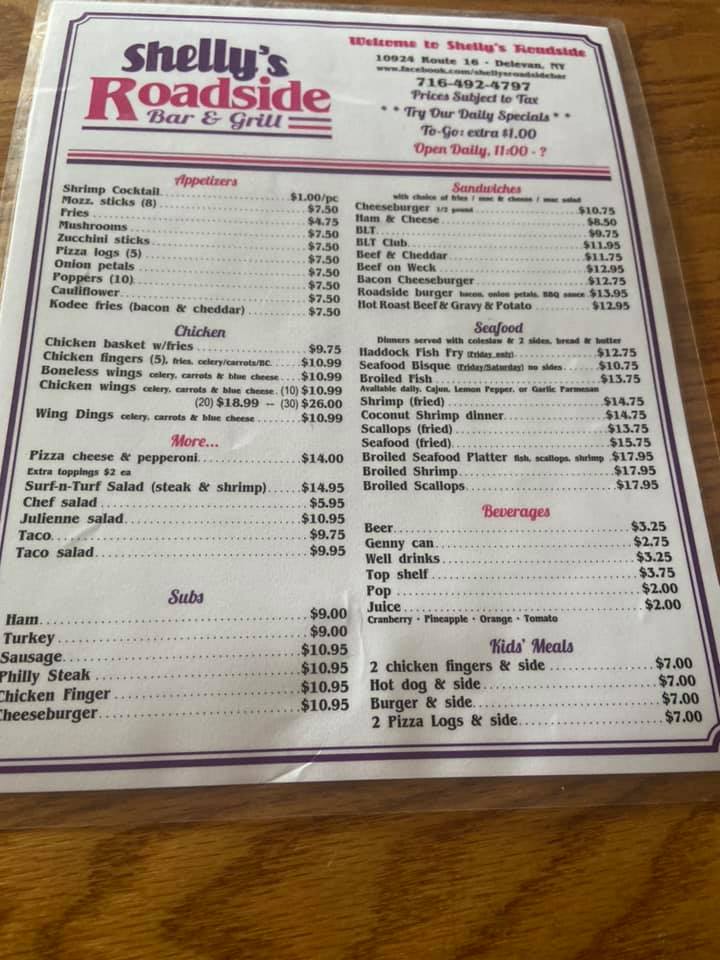 Shelly's
Roadside
Bar & Grill
Welcome to Shelly's Roadside
10924 Route 16 · Delevan, NY
www.facebook.com/shellysroadsidebar
716-492-4797
Prices Subject to Tax
* * Try Our Daily Specials * *
To-Go: extra $1.00
Open Daily, 11:00 - ?
Appetizers
Shrimp Cocktail $1.00/pc
Mozz. sticks (8) $7.50
Fries $4.75
Mushrooms $7.50
Zucchini sticks $7.50
Pizza logs (5) $7.50
Onion petals $7.50
Poppers (10) $7.50
Cauliflower $7.50
Kodee fries (bacon & cheddar) $7.50
Chicken
Chicken basket w/fries $9.75
Chicken fingers (5), fries, celery/carrots/BC $10.99
Boneless wings celery, carrots & blue cheese $10.99
Chicken wings celery, carrots & blue cheese (10) $10.99
(20) $18.99 -- (30) $26.00
Wing Dings celery, carrots & blue cheese $10.99
More...
Pizza cheese & pepperoni $14.00
Extra toppings $2 ea
Surf-n-Turf Salad (steak & shrimp) $14.95
Chef salad $5.95
Julienne salad $10.95
Taco $9.75
Taco salad $9.95
Subs
Ham $9.00
Turkey $9.00
Sausage $10.95
Philly Steak $10.95
Chicken Finger $10.95
Cheeseburger $10.95
Sandwiches
with choice of fries / mac & cheese / mac salad
Cheeseburger 1/2 pound $10.75
Ham & Cheese $8.50
BLT $9.75
BLT Club $11.95
Beef & Cheddar $11.75
Beef on Weck $12.95
Bacon Cheeseburger $12.75
Roadside burger bacon, onion petals, BBQ sauce $13.95
Hot Roast Beef & Gravy & Potato $12.95
Seafood
Dinners served with coleslaw & 2 sides, bread & butter
Haddock Fish Fry (Friday only) $12.75
Seafood Bisque (Friday/Saturday) no sides $10.75
Broiled Fish $13.75
Available daily, Cajun, Lemon Pepper, or Garlic Parmesan
Shrimp (fried) $14.75
Coconut Shrimp dinner $14.75
Scallops (fried) $13.75
Seafood (fried) $15.75
Broiled Seafood Platter fish, scallops, shrimp $17.95
Broiled Shrimp $17.95
Broiled Scallops $17.95
Beverages
Beer $3.25
Genny can $2.75
Well drinks $3.25
Top shelf $3.75
Pop $2.00
Juice $2.00
Cranberry · Pineapple · Orange · Tomato
Kids' Meals
2 chicken fingers & side $7.00
Hot dog & side $7.00
Burger & side $7.00
2 Pizza Logs & side $7.00